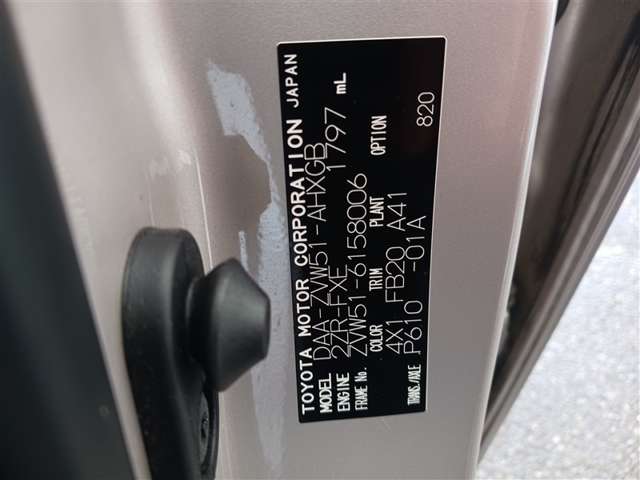 TOYOTA MOTOR CORPORATION JAPAN
MODEL DAA-ZVW51-AHXGB
ENGINE 2ZR-FXE 1797 mL
FRAME No. ZVW51-6158006
COLOR TRIM PLANT OPTION
4X1 FB20 A41
TRANS./AXLE P610 -01A 820